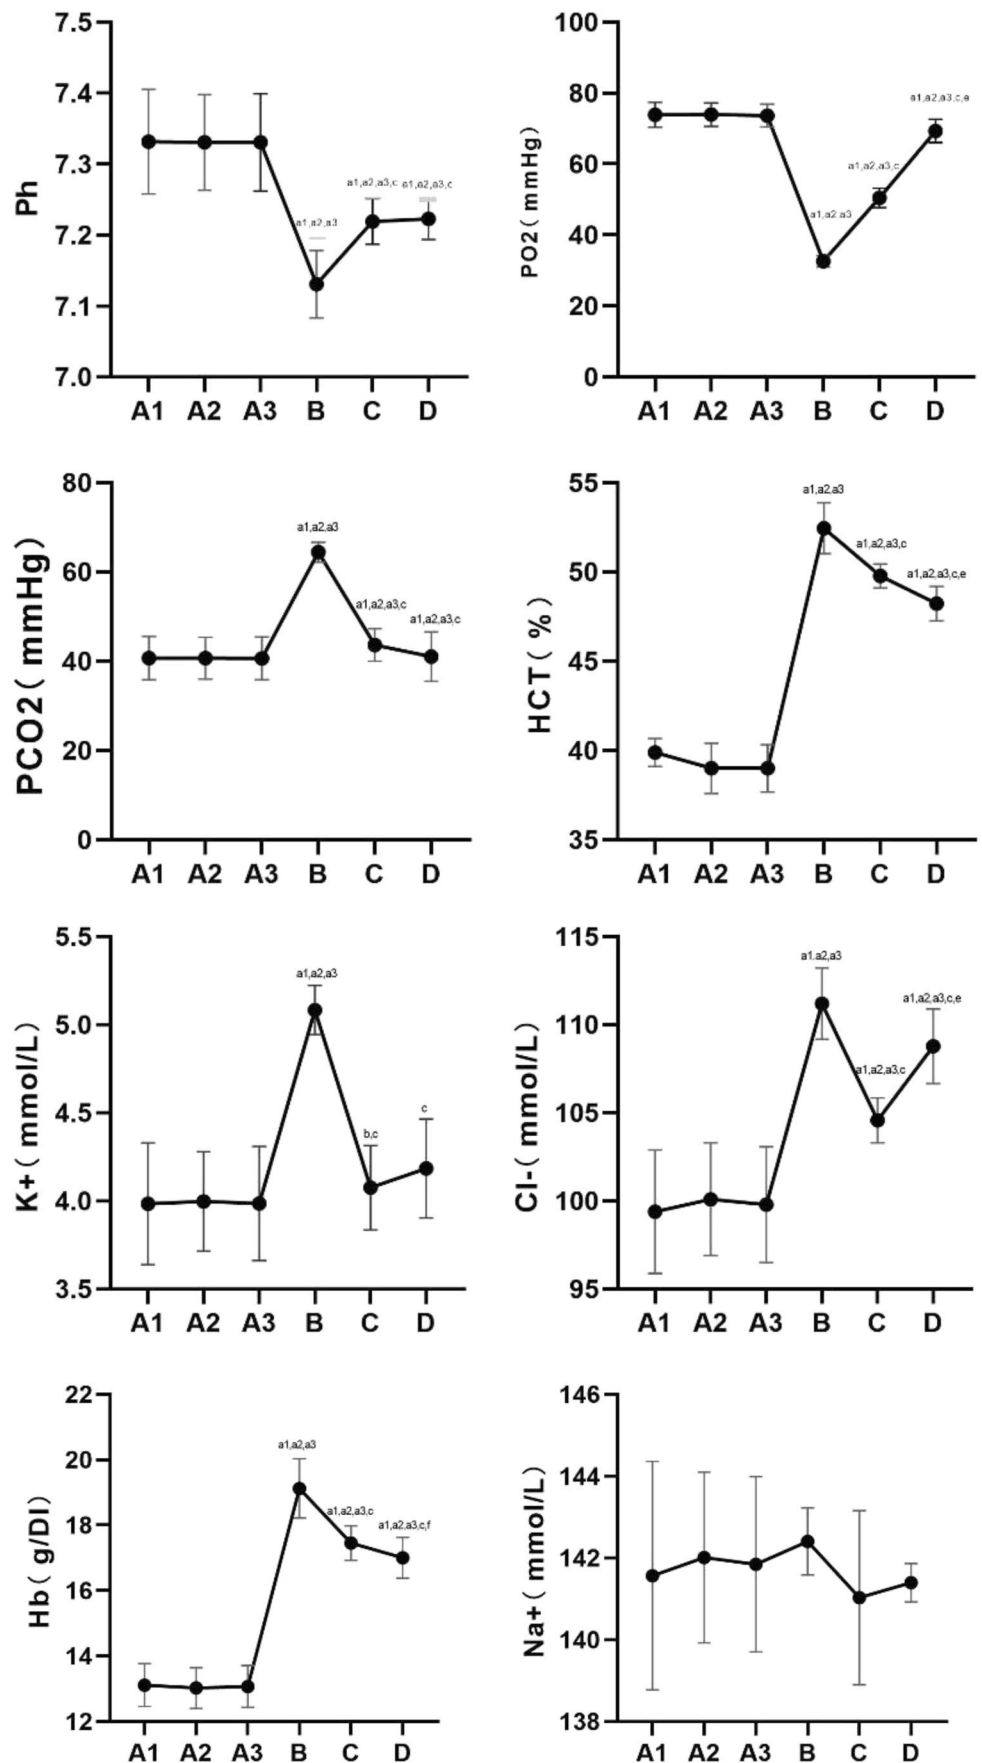 Ph
7.5
7.4
7.3
7.2
7.1
7.0
a1,a2,a3
a1,a2,a3,c
a1,a2,a3,c
A1 A2 A3 B C D
PO2( mmHg)
100
80
60
40
20
0
a1,a2,a3
a1,a2,a3,c
a1,a2,a3,c,e
A1 A2 A3 B C D
PCO2( mmHg)
80
60
40
20
0
a1,a2,a3
a1,a2,a3,c
a1,a2,a3,c
A1 A2 A3 B C D
HCT( %)
55
50
45
40
35
a1,a2,a3
a1,a2,a3,c
a1,a2,a3,c,e
A1 A2 A3 B C D
K+( mmol/L)
5.5
5.0
4.5
4.0
3.5
a1,a2,a3
b,c
c
A1 A2 A3 B C D
Cl-( mmol/L)
115
110
105
100
95
a1.a2,a3
a1,a2,a3,c
a1,a2,a3,c,e
A1 A2 A3 B C D
Hb( g/Dl)
22
20
18
16
14
12
a1,a2,a3
a1,a2,a3,c
a1,a2,a3,c,f
A1 A2 A3 B C D
Na+( mmol/L)
146
144
142
140
138
A1 A2 A3 B C D